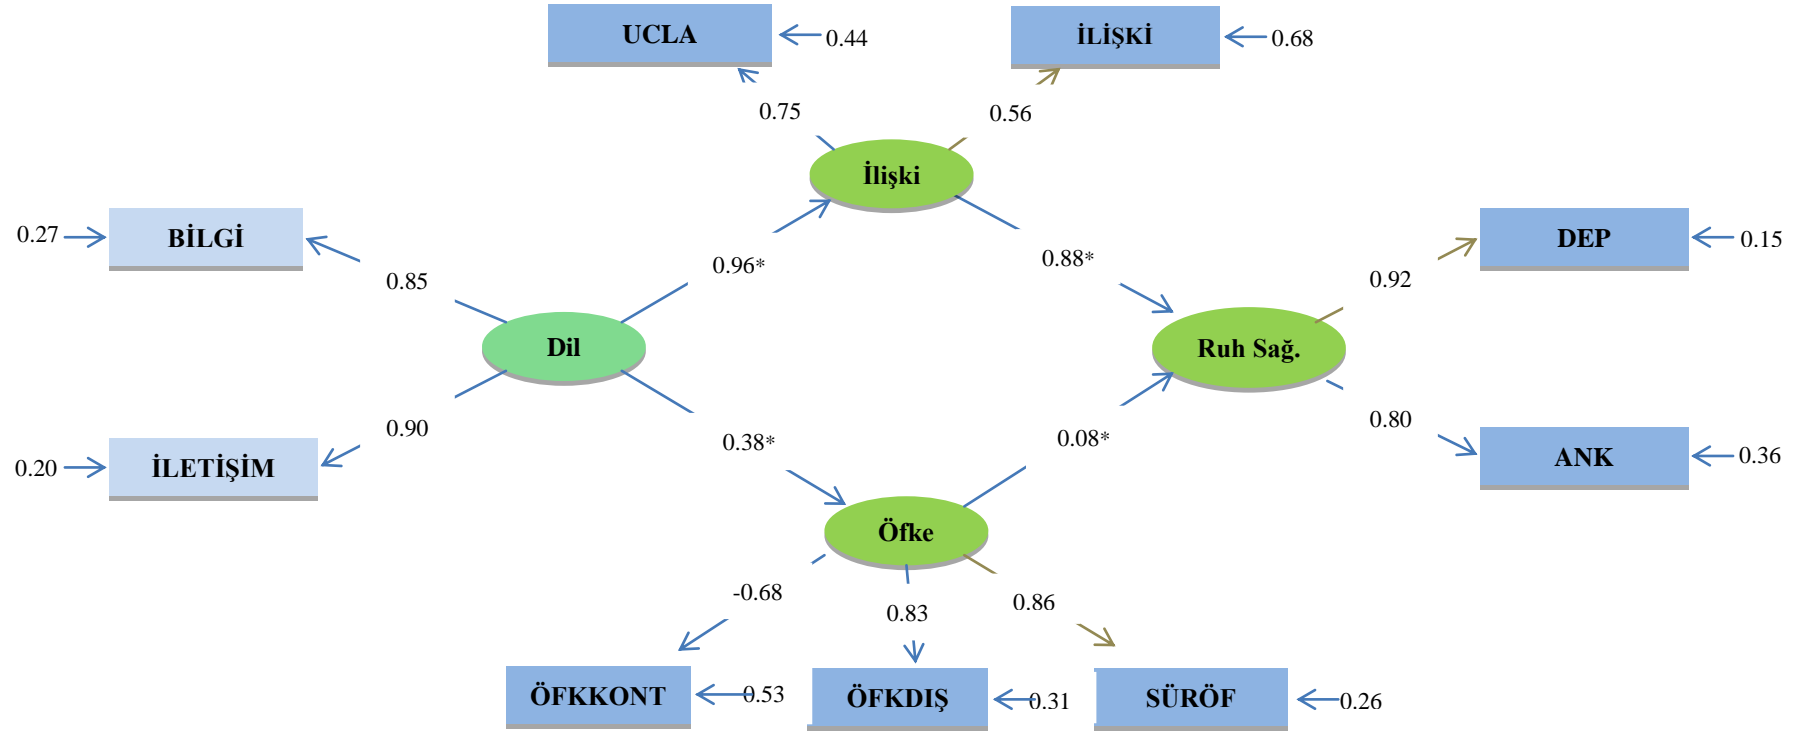 UCLA
0.44
İLİŞKİ
0.68
0.75
0.56
İlişki
0.27
BİLGİ
0.96*
0.88*
DEP
0.15
0.85
0.92
Dil
Ruh Sağ.
0.90
0.38*
0.08*
0.80
0.20
İLETİŞİM
ANK
0.36
Öfke
-0.68
0.83
0.86
ÖFKKONT
0.53
ÖFKDIŞ
0.31
SÜRÖF
0.26